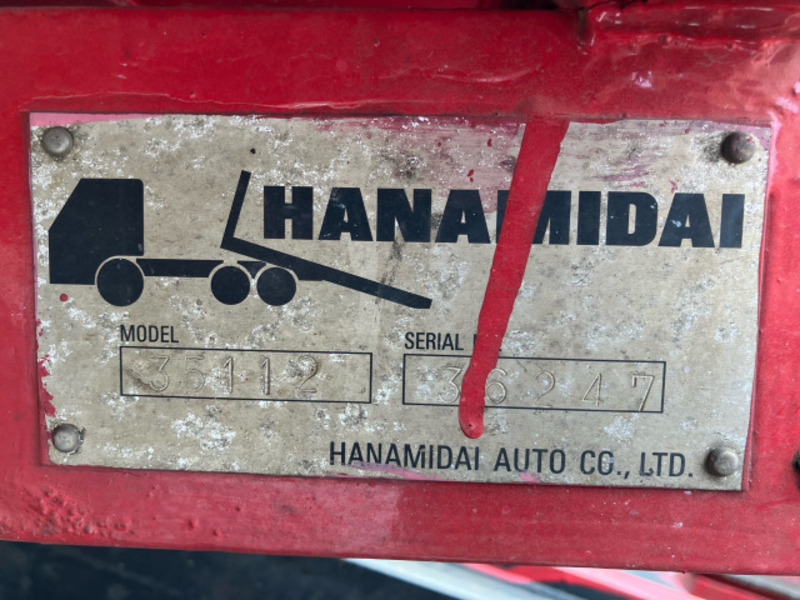 HANAMIDAI
MODEL
SERIAL
35112
36247
HANAMIDAI AUTO CO., LTD.